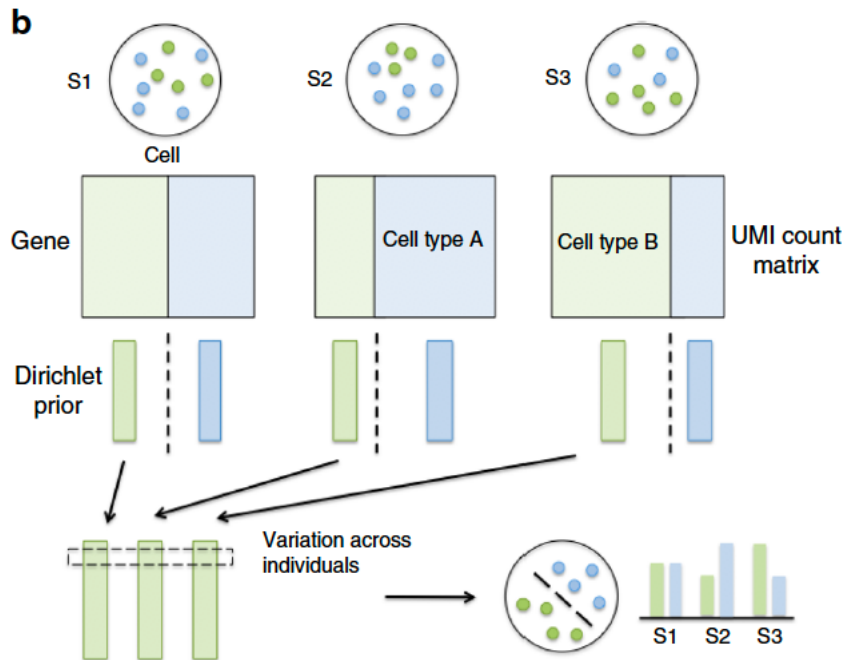 b
S1
S2
S3
Cell
Gene
Cell type A
Cell type B
UMI count
matrix
Dirichlet
prior
Variation across
individuals
S1
S2
S3